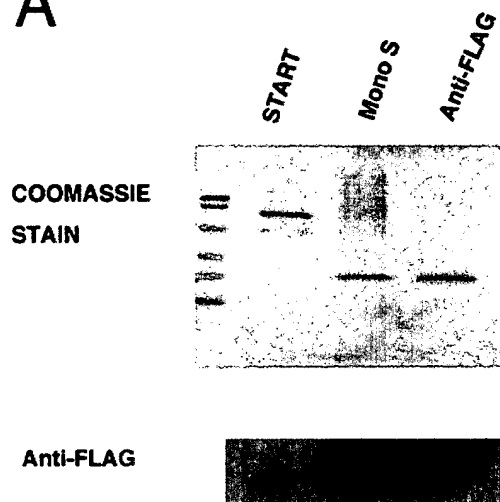 A
START
Mono S
Anti-FLAG
COOMASSIE
STAIN
Anti-FLAG